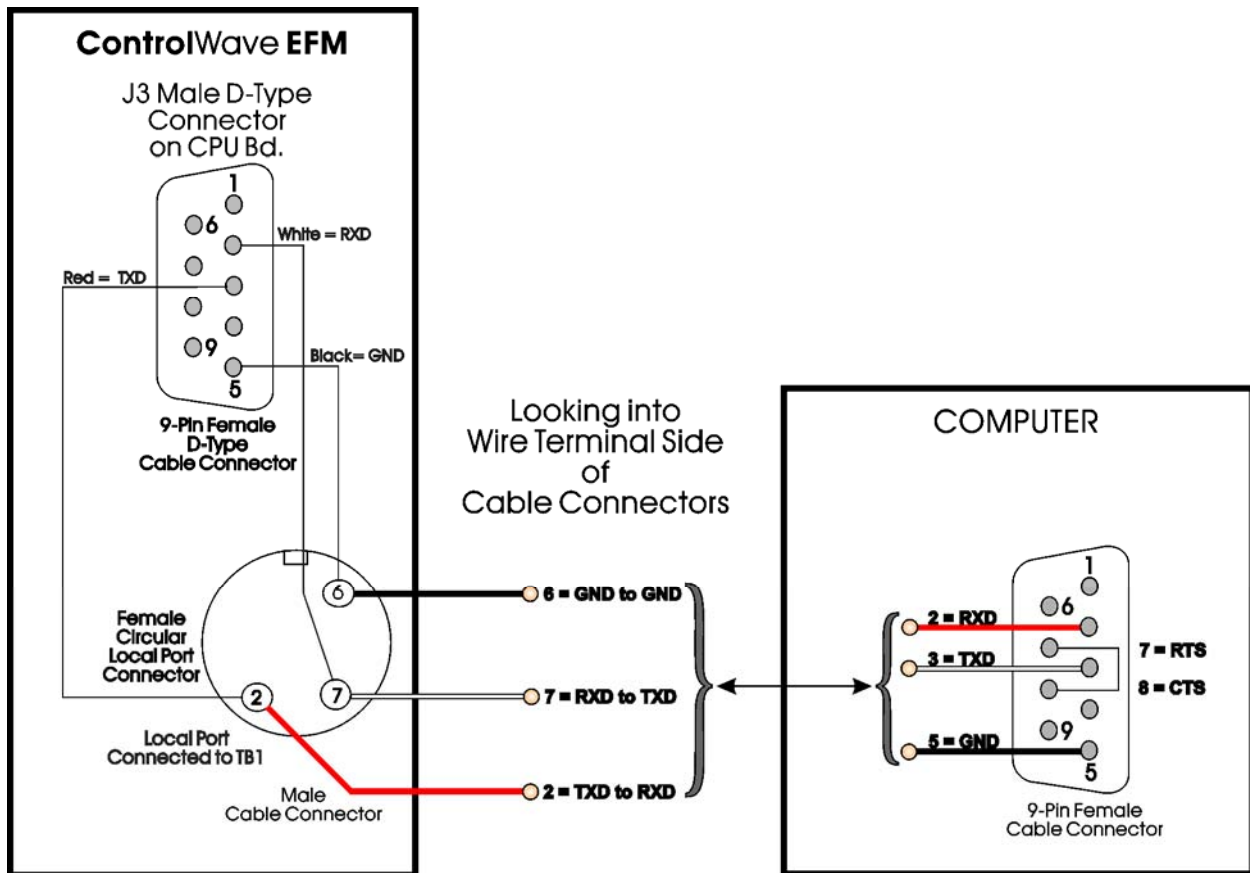 ControlWave EFM
J3 Male D-Type
Connector
on CPU Bd.
1
6
White = RXD
Red = TXD
9
Black= GND
5
9-Pin Female
D-Type
Cable Connector
6
Female
Circular
Local Port
Connector
2
7
Local Port
Connected to TB1
Male
Cable Connector
Looking into
Wire Terminal Side
of
Cable Connectors
6 = GND to GND
7 = RXD to TXD
2 = TXD to RXD
COMPUTER
1
6
2 = RXD
3 = TXD
7 = RTS
8 = CTS
9
5 = GND
5
9-Pin Female
Cable Connector